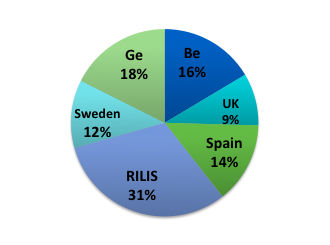 Be
16%
UK
9%
Spain
14%
RILIS
31%
Sweden
12%
Ge
18%